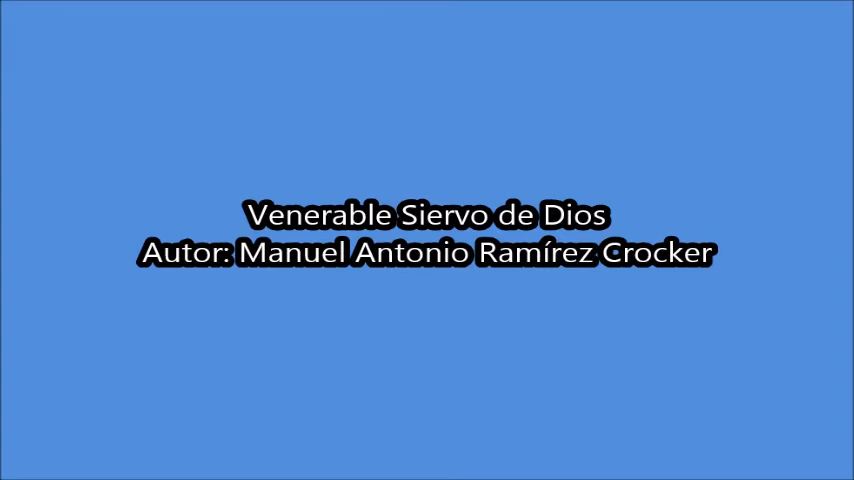 Venerable Siervo de Dios
Autor: Manuel Antonio Ramírez Crocker